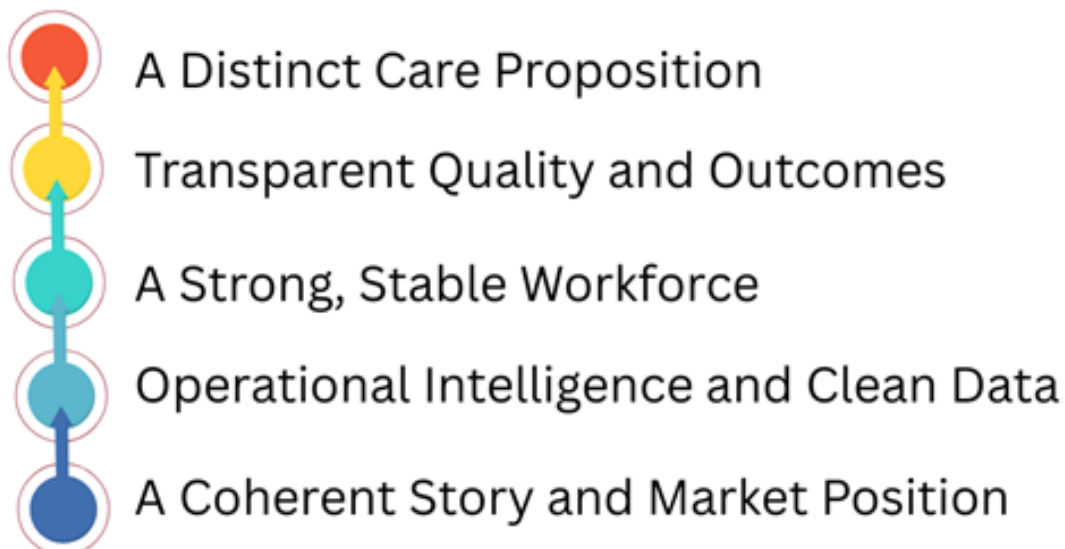 A Distinct Care Proposition
Transparent Quality and Outcomes
A Strong, Stable Workforce
Operational Intelligence and Clean Data
A Coherent Story and Market Position